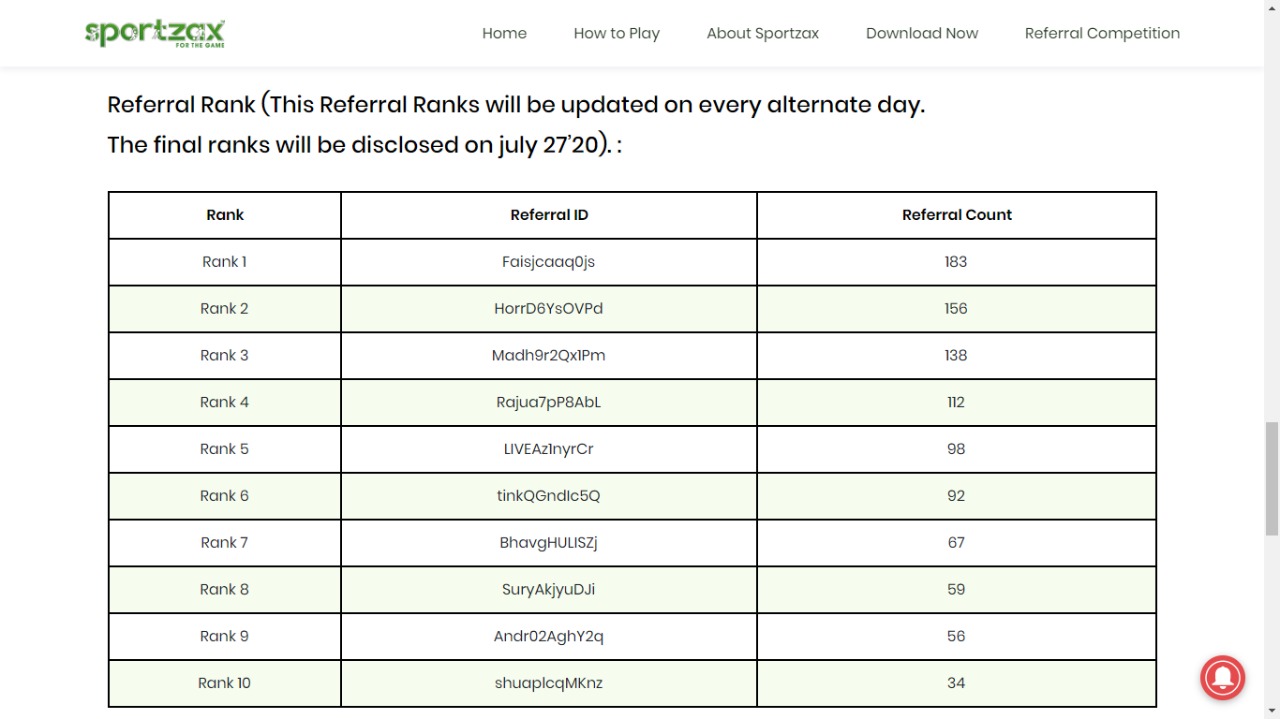 sportzax
FOR THE GAME
Home How to Play About Sportzax Download Now Referral Competition
Referral Rank (This Referral Ranks will be updated on every alternate day.
The final ranks will be disclosed on july 27’20). :
Rank Referral ID Referral Count
Rank 1 Faisjcaaq0js 183
Rank 2 HorrD6YsOVPd 156
Rank 3 Madh9r2Qx1Pm 138
Rank 4 Rajua7pP8AbL 112
Rank 5 LIVEAz1nyrCr 98
Rank 6 tinkQGndIc5Q 92
Rank 7 BhavgHULISZj 67
Rank 8 SuryAkjyuDJi 59
Rank 9 Andr02AghY2q 56
Rank 10 shuaplcqMKnz 34